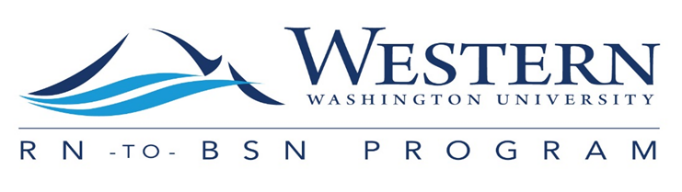 WESTERN
WASHINGTON UNIVERSITY
RN -TO- BSN PROGRAM